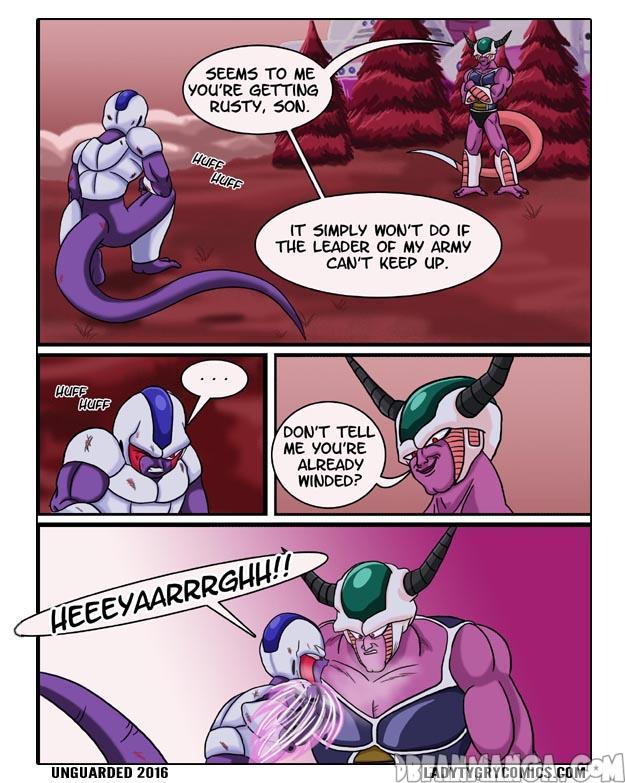 SEEMS TO ME
YOU'RE GETTING
RUSTY, SON.
HUFF
HUFF
IT SIMPLY WON'T DO IF
THE LEADER OF MY ARMY
CAN'T KEEP UP.
HUFF
HUFF
...
DON'T TELL
ME YOU'RE
ALREADY
WINDED?
HEEEYAARRRGHH!!
UNGUARDED 2016
LADYTYGRYCOMICS.COM
DBFANMANGA.COM